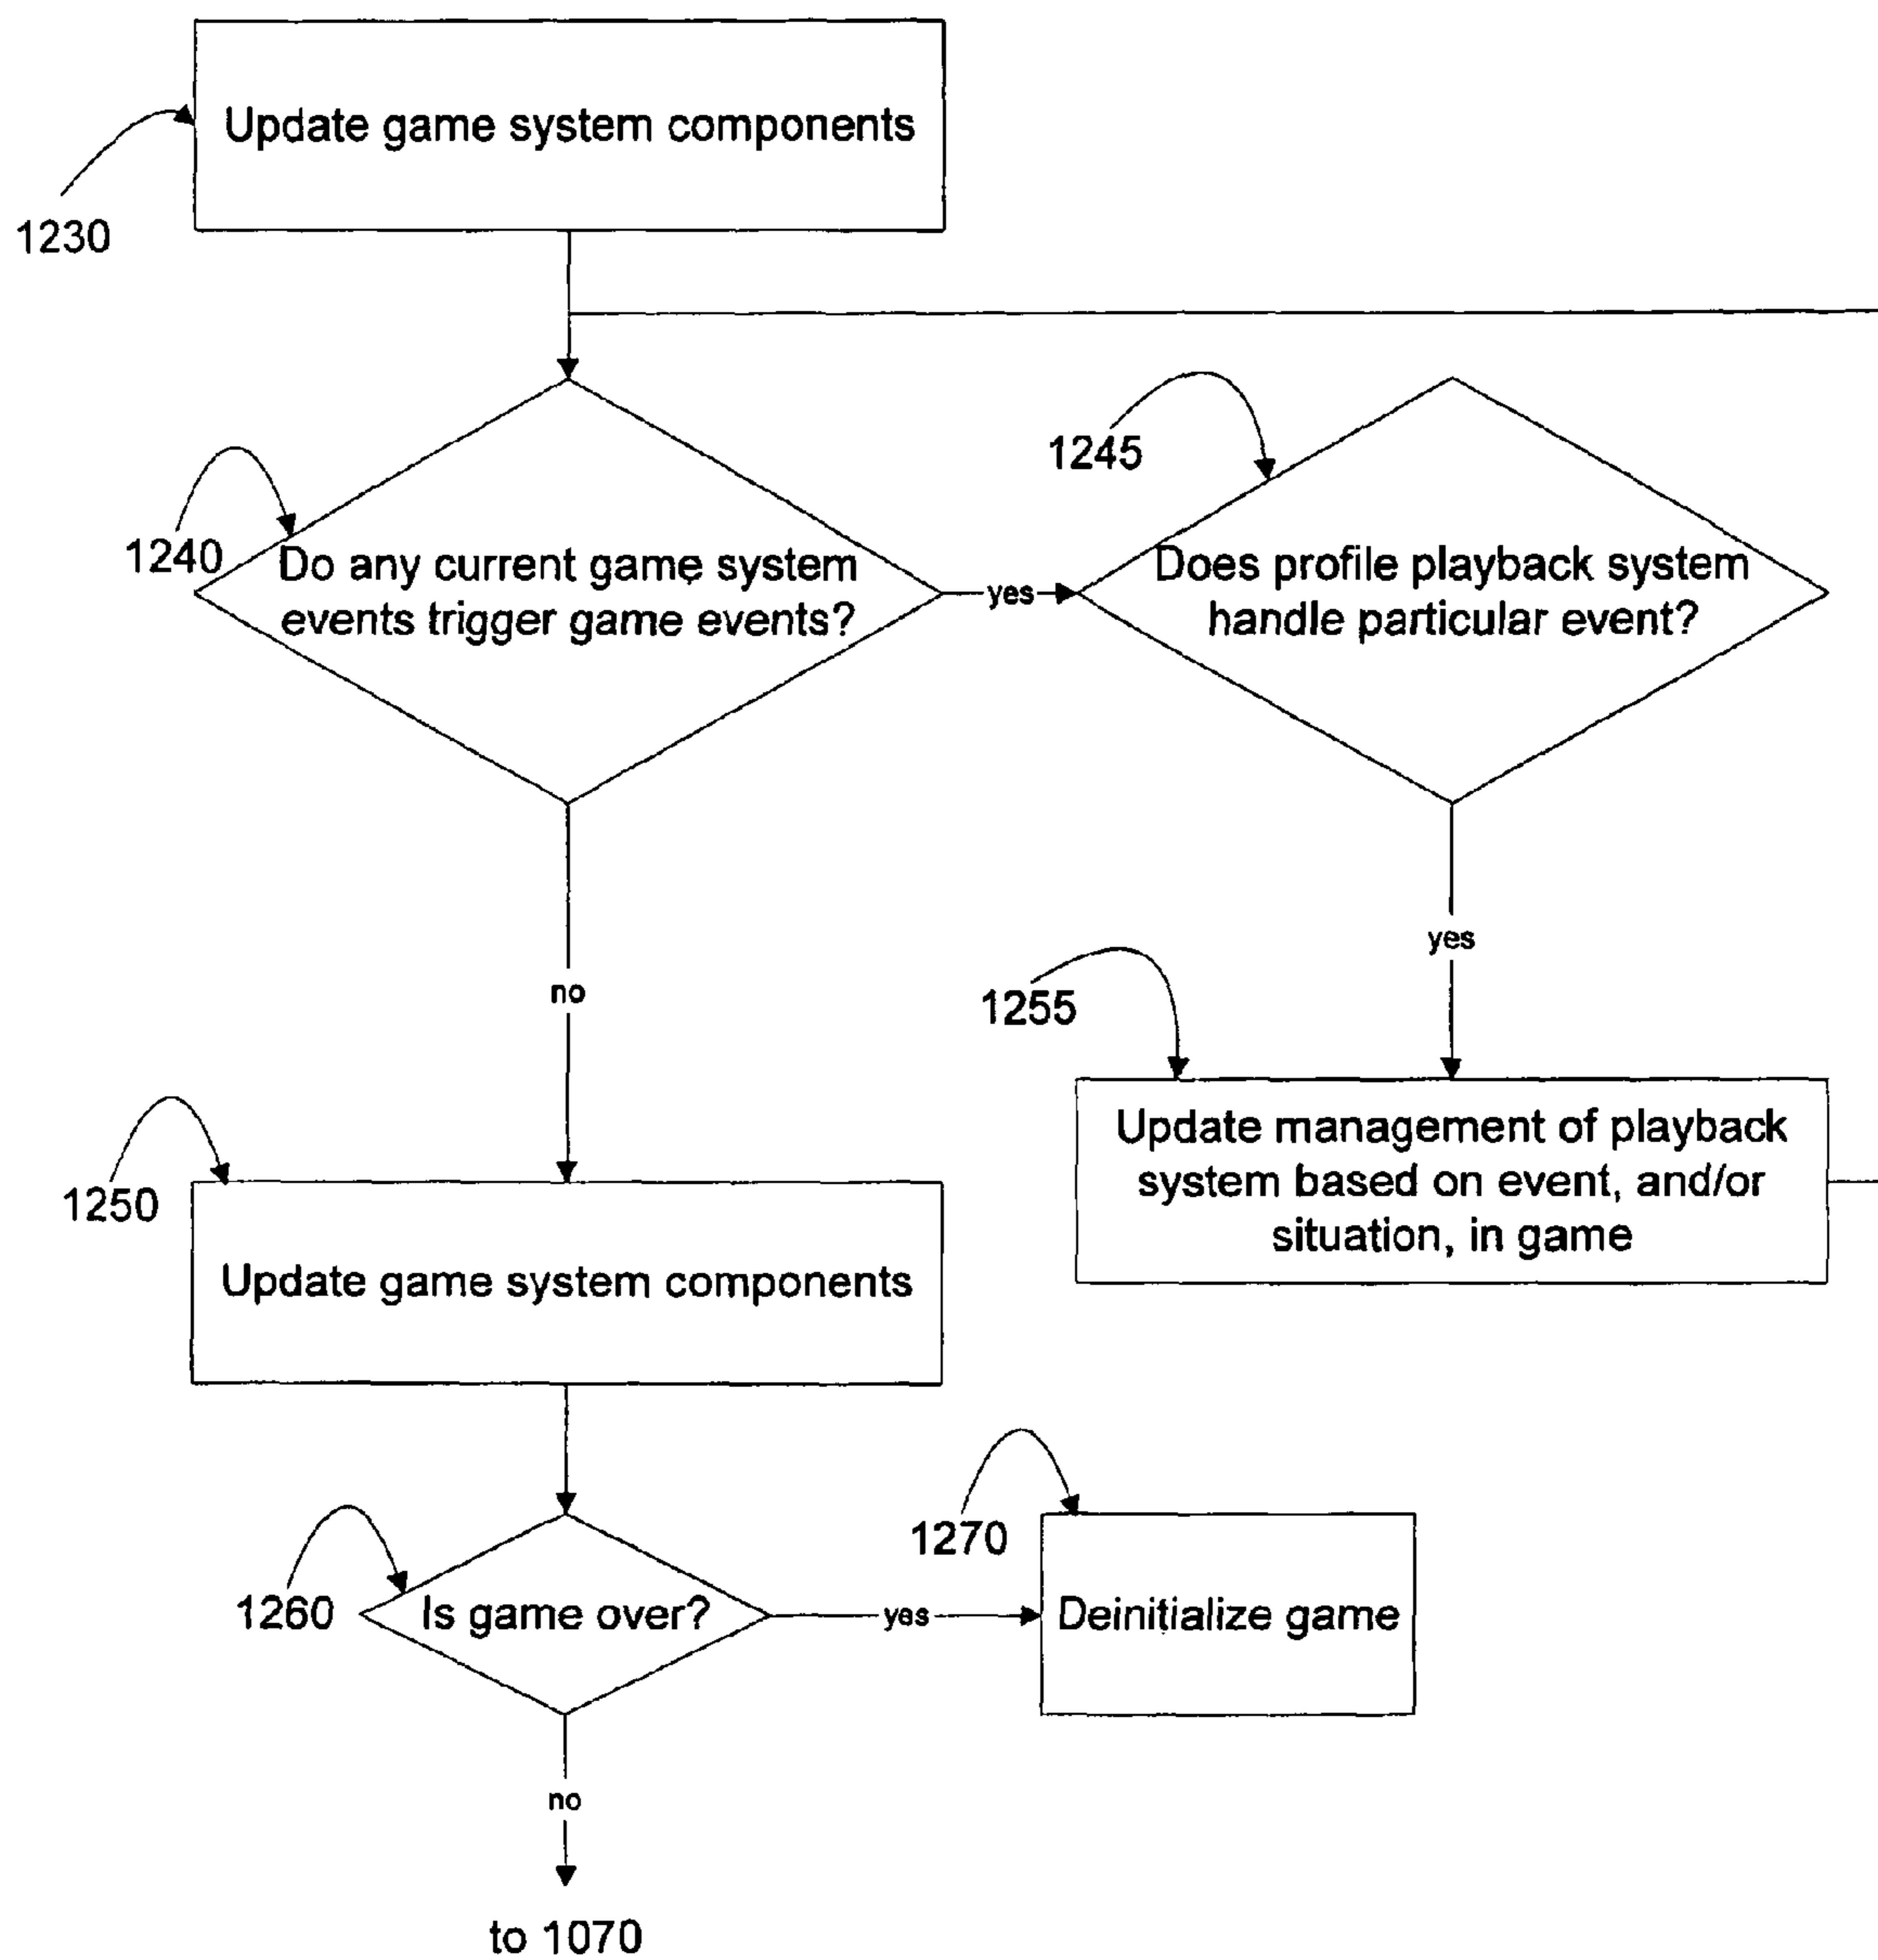 Update game system components
1230
1245
1240
Do any current game system
events trigger game events?
yes
Does profile playback system
handle particular event?
yes
no
1255
Update management of playback
system based on event, and/or
situation, in game
1250
Update game system components
1270
1260
Is game over?
yes
Deinitialize game
no
to 1070